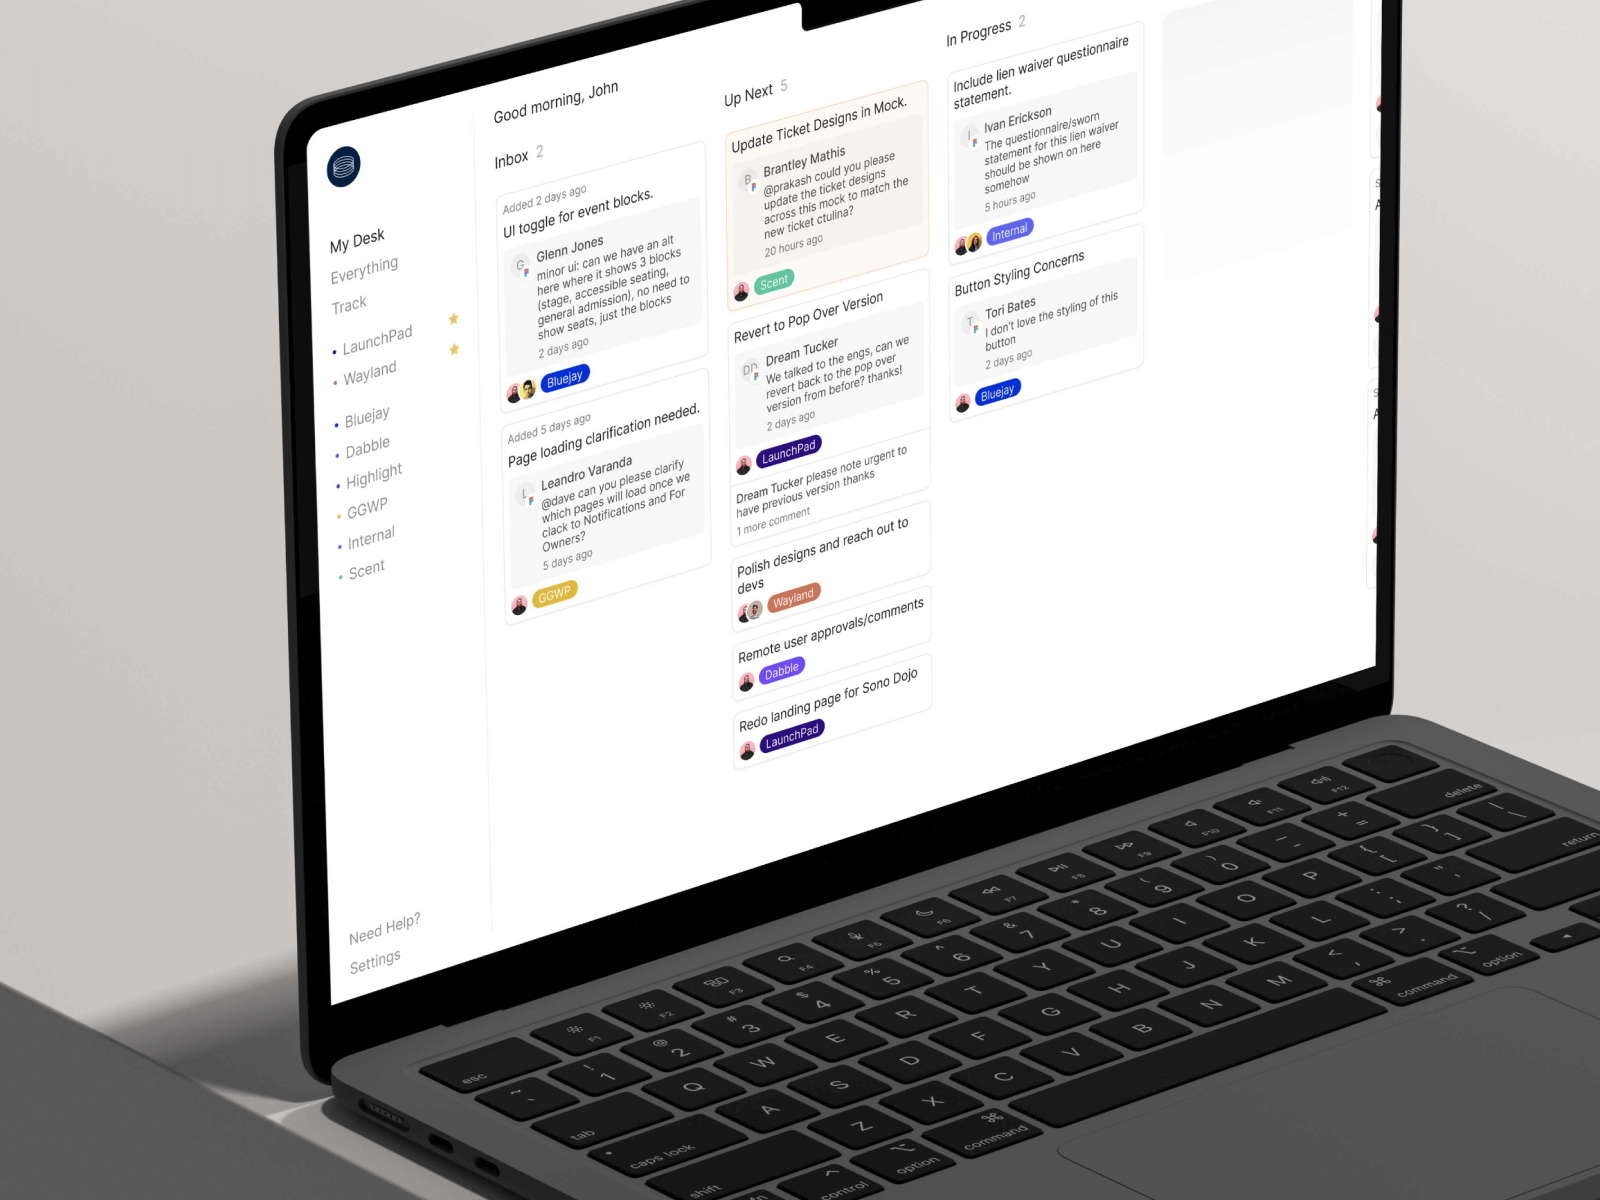 Good morning, John
My Desk
Everything
Track
LaunchPad
Wayland
Bluejay
Dabble
Highlight
GGWP
Internal
Scent
Need Help?
Settings
Inbox 2
Added 2 days ago
UI toggle for event blocks.
G
Glenn Jones
minor ui: can we have an alt
here where it shows 3 blocks
(stage, accessible seating,
general admission), no need to
show seats, just the blocks
2 days ago
Bluejay
Added 5 days ago
Page loading clarification needed.
L
Leandro Varanda
@dave can you please clarify
which pages will load once we
clack to Notifications and For
Owners?
5 days ago
GGWP
Up Next 5
Update Ticket Designs in Mock.
B
Brantley Mathis
@prakash could you please
update the ticket designs
across this mock to match the
new ticket ctulina?
20 hours ago
Scent
Revert to Pop Over Version
Dream Tucker
We talked to the engs, can we
revert back to the pop over
version from before? thanks!
2 days ago
LaunchPad
Dream Tucker please note urgent to
have previous version thanks
1 more comment
Polish designs and reach out to
devs
Wayland
Remote user approvals/comments
Dabble
Redo landing page for Sono Dojo
LaunchPad
In Progress 2
Include lien waiver questionnaire
statement.
I
Ivan Erickson
The questionnaire/sworn
statement for this lien waiver
should be shown on here
somehow
5 hours ago
Internal
Button Styling Concerns
T
Tori Bates
I don't love the styling of this
button
2 days ago
Bluejay
esc F1 F2 F3 F4 F5 F6 F7 F8 F9 F10 F11 F12
~ ` ! 1 @ 2 # 3 $ 4 % 5 ^ 6 & 7 * 8 ( 9 ) 0 _ - + = delete
tab Q W E R T Y U I O P { [ } ] | \
caps lock A S D F G H J K L : ; " ' return
shift Z X C V B N M < , > . ? /
fn control option command command option